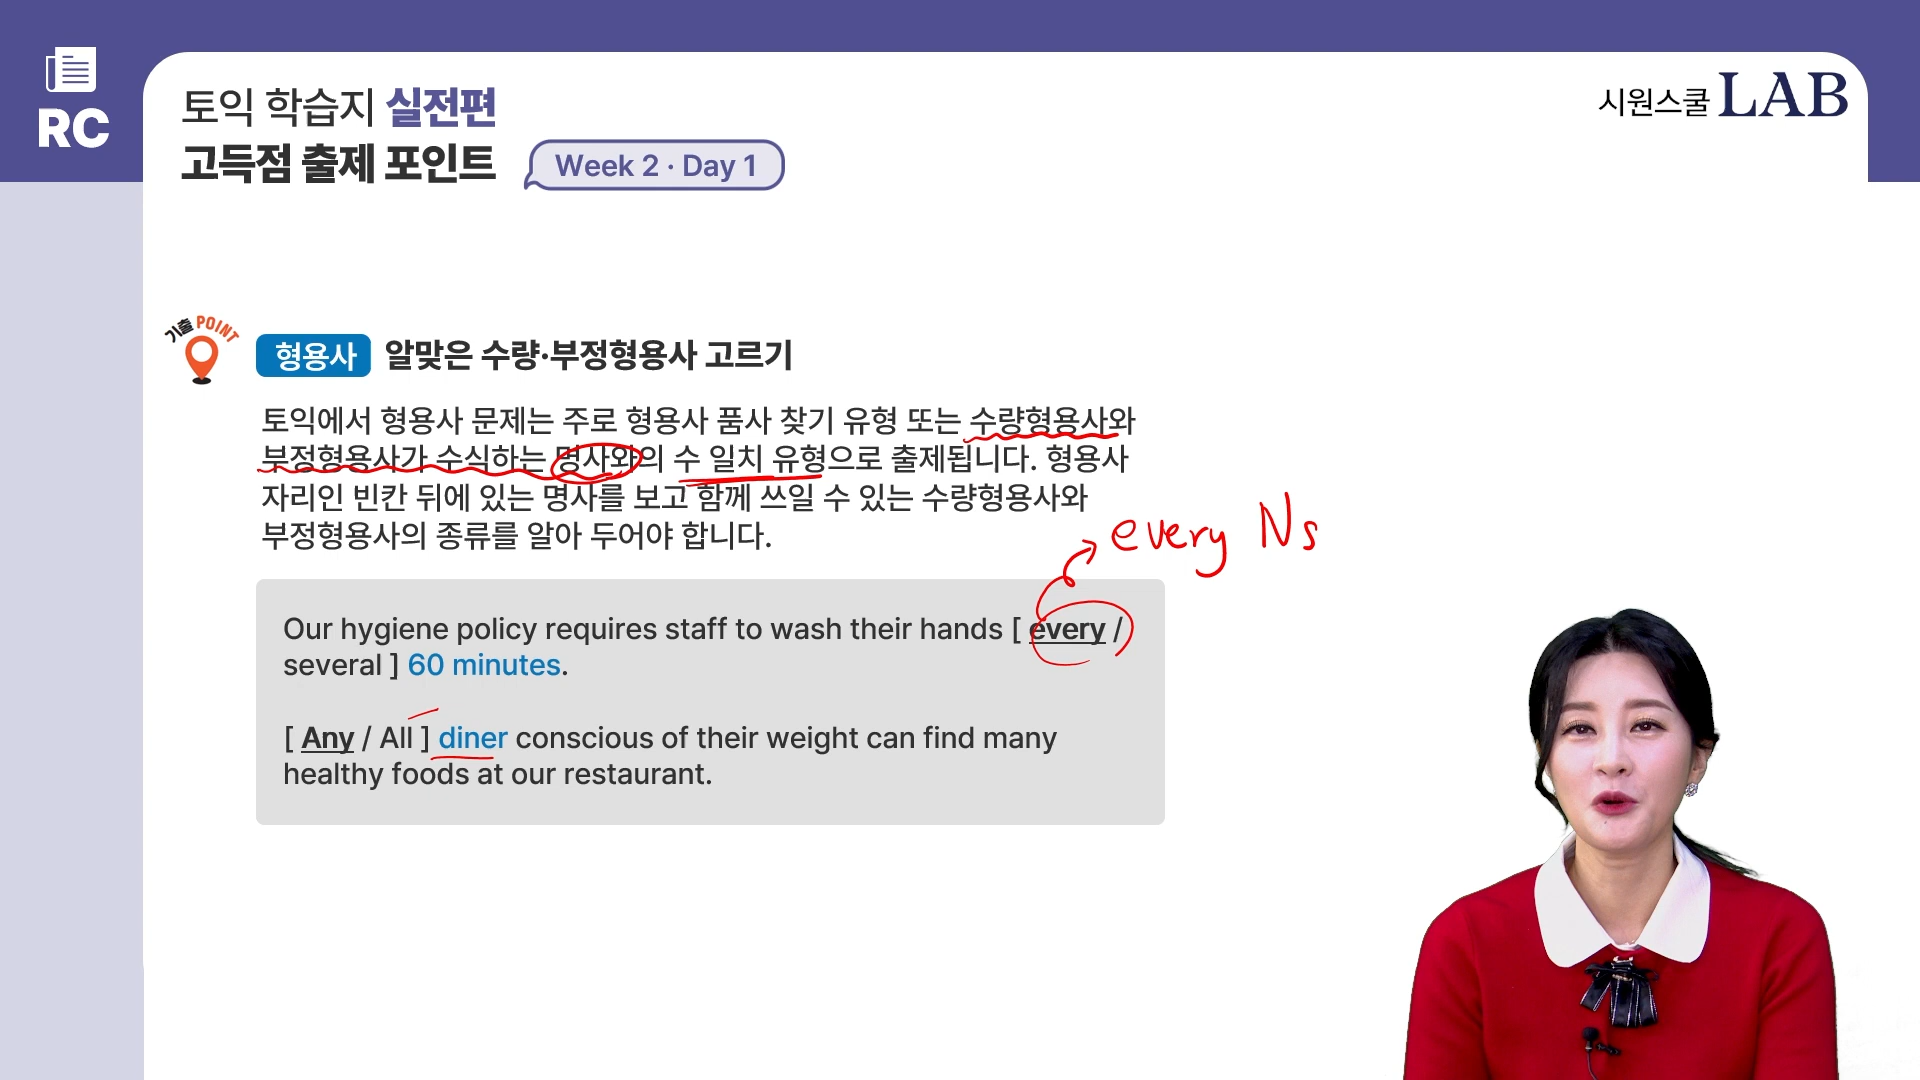 RC
토익 학습지 실전편
고득점 출제 포인트
Week 2 · Day 1
시원스쿨 LAB
기출 POINT
형용사 알맞은 수량·부정형용사 고르기
토익에서 형용사 문제는 주로 형용사 품사 찾기 유형 또는 수량형용사와
부정형용사가 수식하는 명사와의 수 일치 유형으로 출제됩니다. 형용사
자리인 빈칸 뒤에 있는 명사를 보고 함께 쓰일 수 있는 수량형용사와
부정형용사의 종류를 알아 두어야 합니다.
every Ns
Our hygiene policy requires staff to wash their hands [ every /
several ] 60 minutes.
[ Any / All ] diner conscious of their weight can find many
healthy foods at our restaurant.